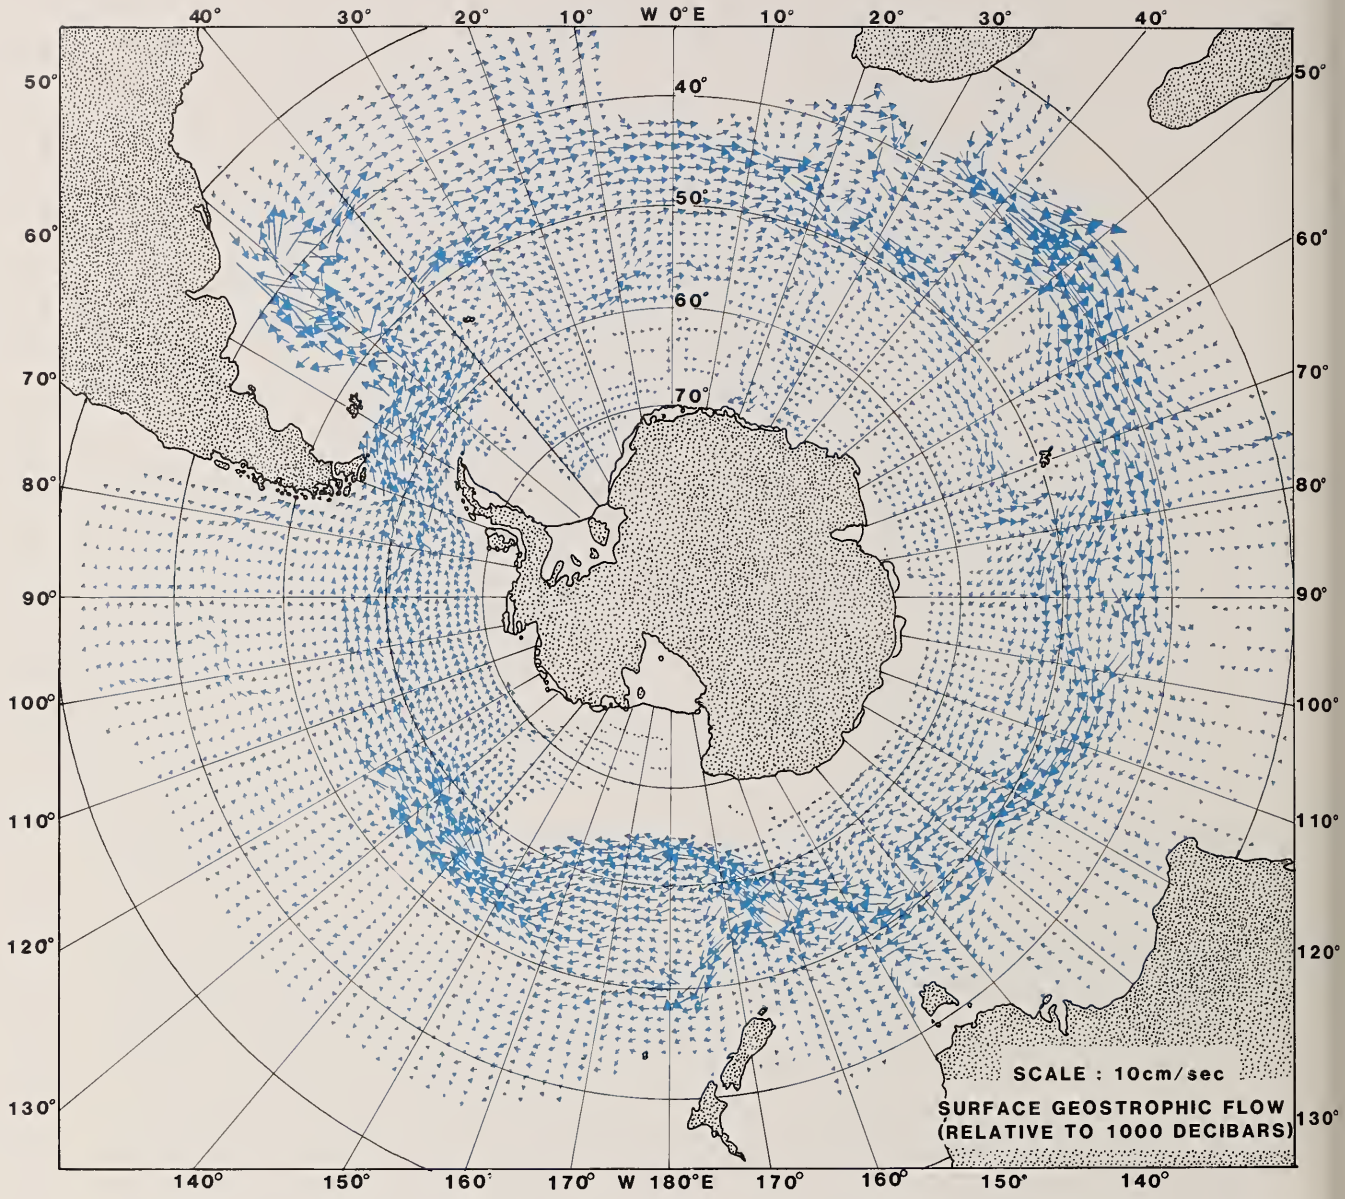 40° 30° 20° 10° W 0° E 10° 20° 30° 40°
50° 50°
40°
50°
60° 60°
60°
70° 70°
70°
80° 80°
90° 90°
100° 100°
110° 110°
120° 120°
SCALE : 10cm/sec
130° SURFACE GEOSTROPHIC FLOW 130°
(RELATIVE TO 1000 DECIBARS)
140° 150° 160° 170° W 180° E 170° 160° 150° 140°